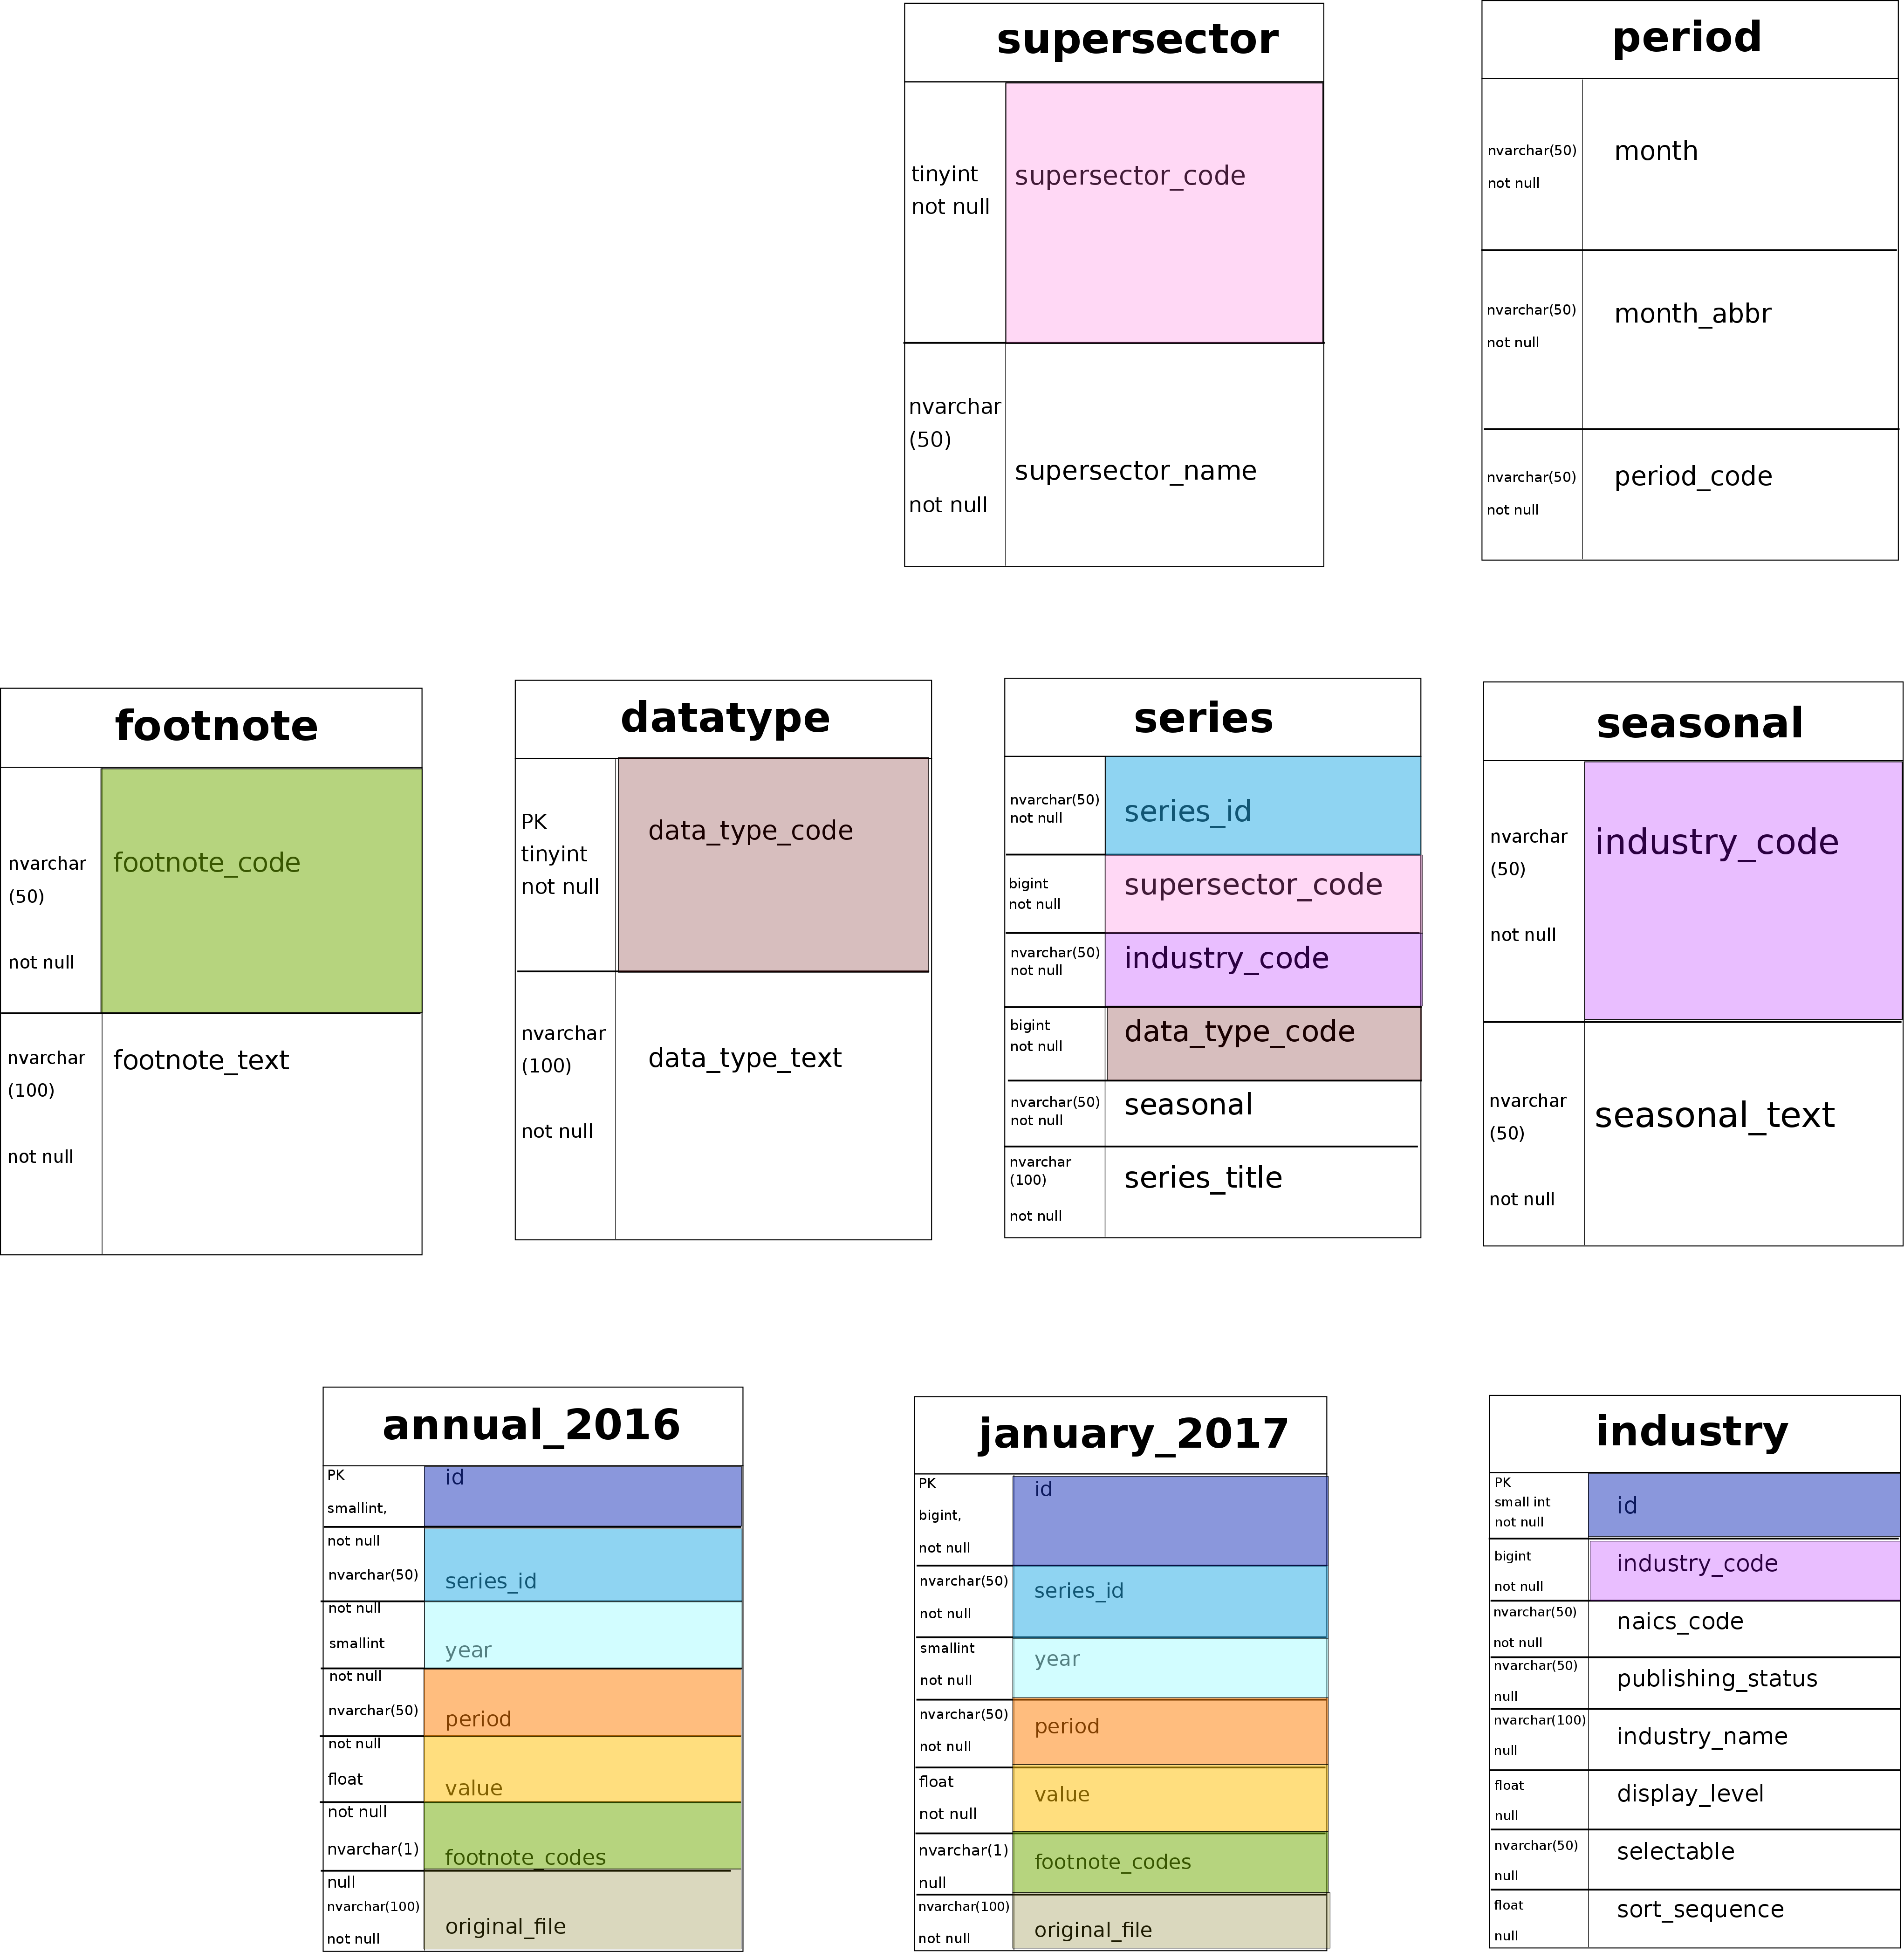 supersector
tinyint
not null
supersector_code
nvarchar
(50)
not null
supersector_name
period
nvarchar(50)
not null
month
nvarchar(50)
not null
month_abbr
nvarchar(50)
not null
period_code
footnote
nvarchar
(50)
not null
footnote_code
nvarchar
(100)
not null
footnote_text
datatype
PK
tinyint
not null
data_type_code
nvarchar
(100)
not null
data_type_text
series
nvarchar(50)
not null
series_id
bigint
not null
supersector_code
nvarchar(50)
not null
industry_code
bigint
not null
data_type_code
nvarchar(50)
not null
seasonal
nvarchar
(100)
not null
series_title
seasonal
nvarchar
(50)
not null
industry_code
nvarchar
(50)
not null
seasonal_text
annual_2016
PK
smallint,
id
not null
nvarchar(50)
series_id
not null
smallint
year
not null
nvarchar(50)
period
not null
float
value
not null
nvarchar(1)
footnote_codes
null
nvarchar(100)
not null
original_file
january_2017
PK
bigint,
not null
id
nvarchar(50)
not null
series_id
smallint
not null
year
nvarchar(50)
not null
period
float
not null
value
nvarchar(1)
null
footnote_codes
nvarchar(100)
not null
original_file
industry
PK
small int
not null
id
bigint
not null
industry_code
nvarchar(50)
not null
naics_code
nvarchar(50)
null
publishing_status
nvarchar(100)
null
industry_name
float
null
display_level
nvarchar(50)
null
selectable
float
null
sort_sequence